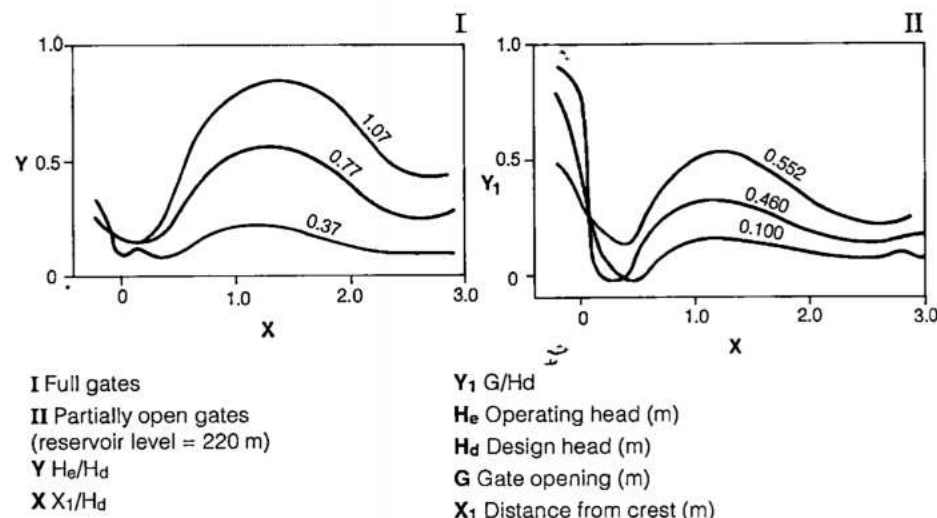 I
II
1.0
0.5
0
Y
1.07
0.77
0.37
0 1.0 2.0 3.0
X
1.0
0.5
0
Y₁
0.552
0.460
0.100
0 1.0 2.0 3.0
X
I Full gates
II Partially open gates
(reservoir level = 220 m)
Y Hₑ/H_d
X X₁/H_d
Y₁ G/Hd
Hₑ Operating head (m)
H_d Design head (m)
G Gate opening (m)
X₁ Distance from crest (m)